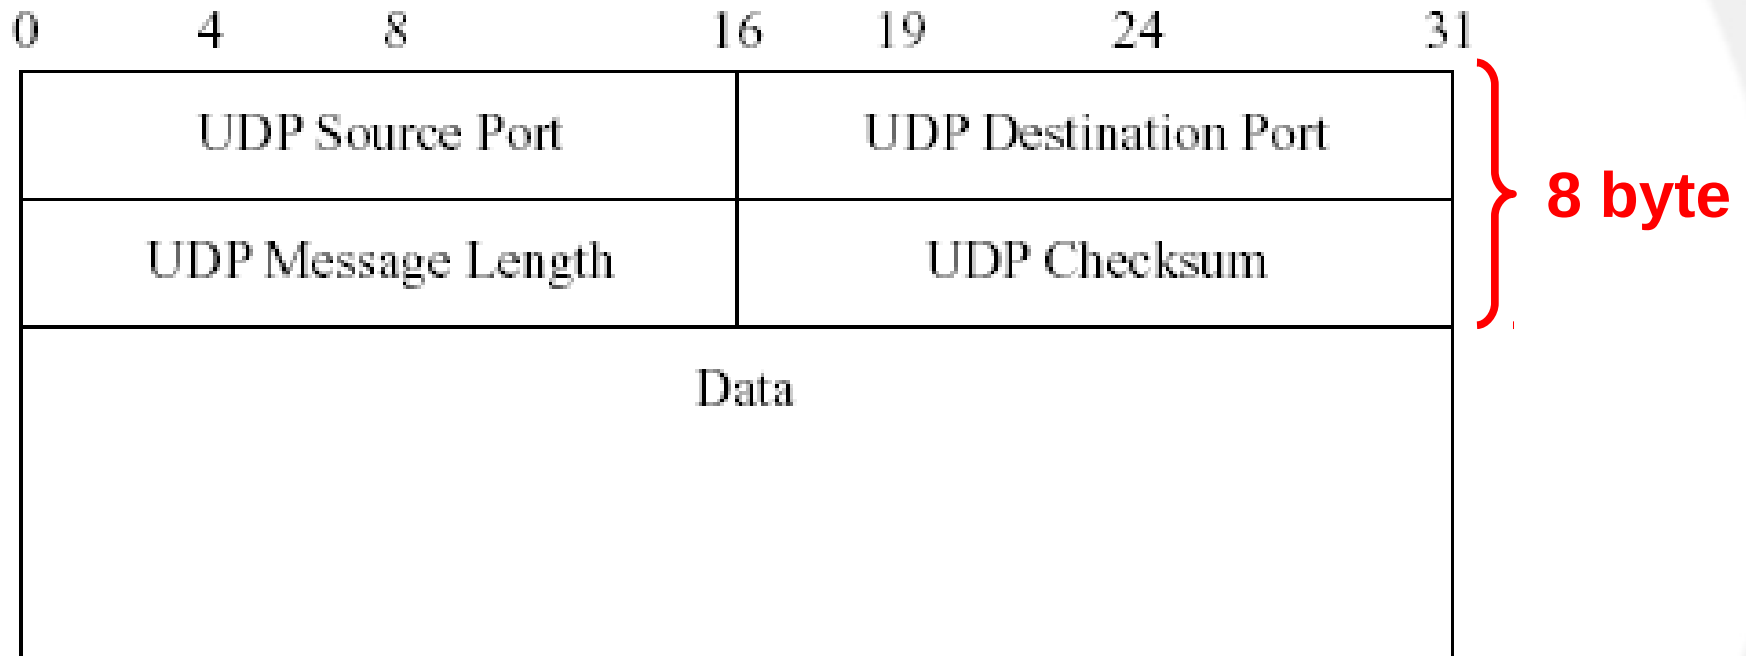 0 4 8 16 19 24 31
UDP Source Port UDP Destination Port
8 byte
UDP Message Length UDP Checksum
Data